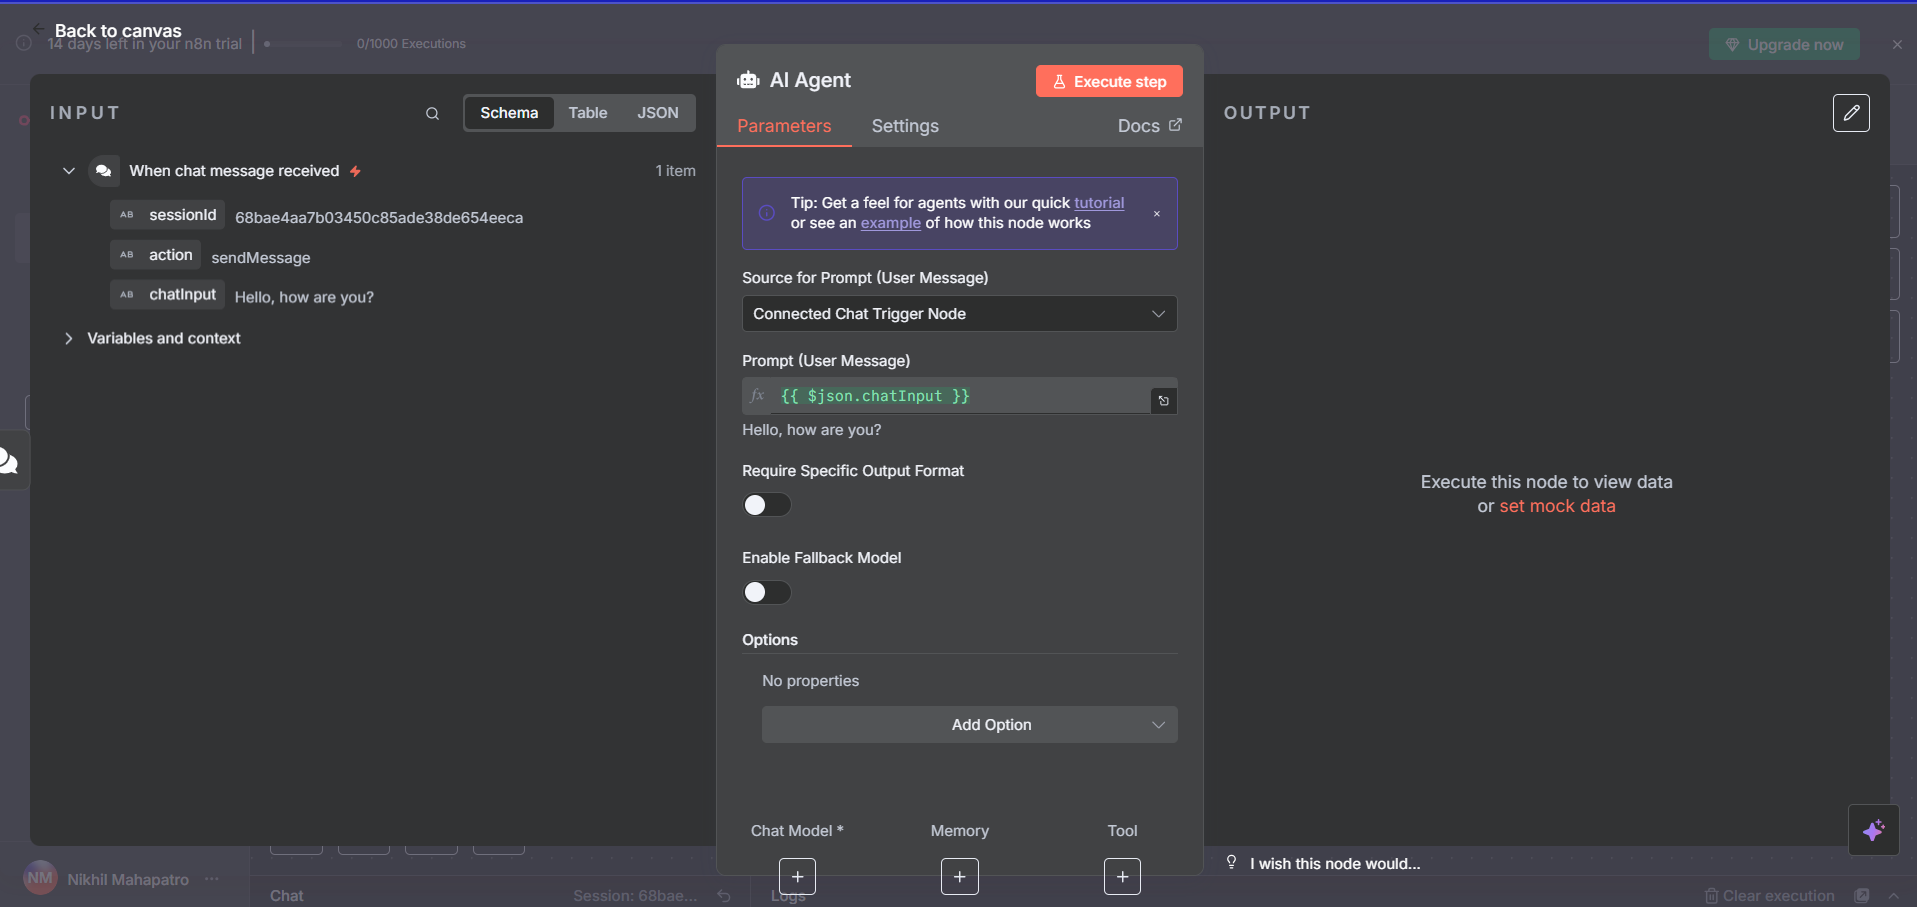 Back to canvas
14 days left in your n8n trial
0/1000 Executions
Upgrade now
INPUT
Schema
Table
JSON
When chat message received
1 item
AB sessionId 68bae4aa7b03450c85ade38de654eeca
AB action sendMessage
AB chatInput Hello, how are you?
Variables and context
AI Agent
Execute step
Parameters
Settings
Docs
Tip: Get a feel for agents with our quick tutorial
or see an example of how this node works
Source for Prompt (User Message)
Connected Chat Trigger Node
Prompt (User Message)
fx {{ $json.chatInput }}
Hello, how are you?
Require Specific Output Format
Enable Fallback Model
Options
No properties
Add Option
Chat Model *
Memory
Tool
OUTPUT
Execute this node to view data
or set mock data
I wish this node would...
NM Nikhil Mahapatro
Chat
Session: 68bae...
Logs
Clear execution